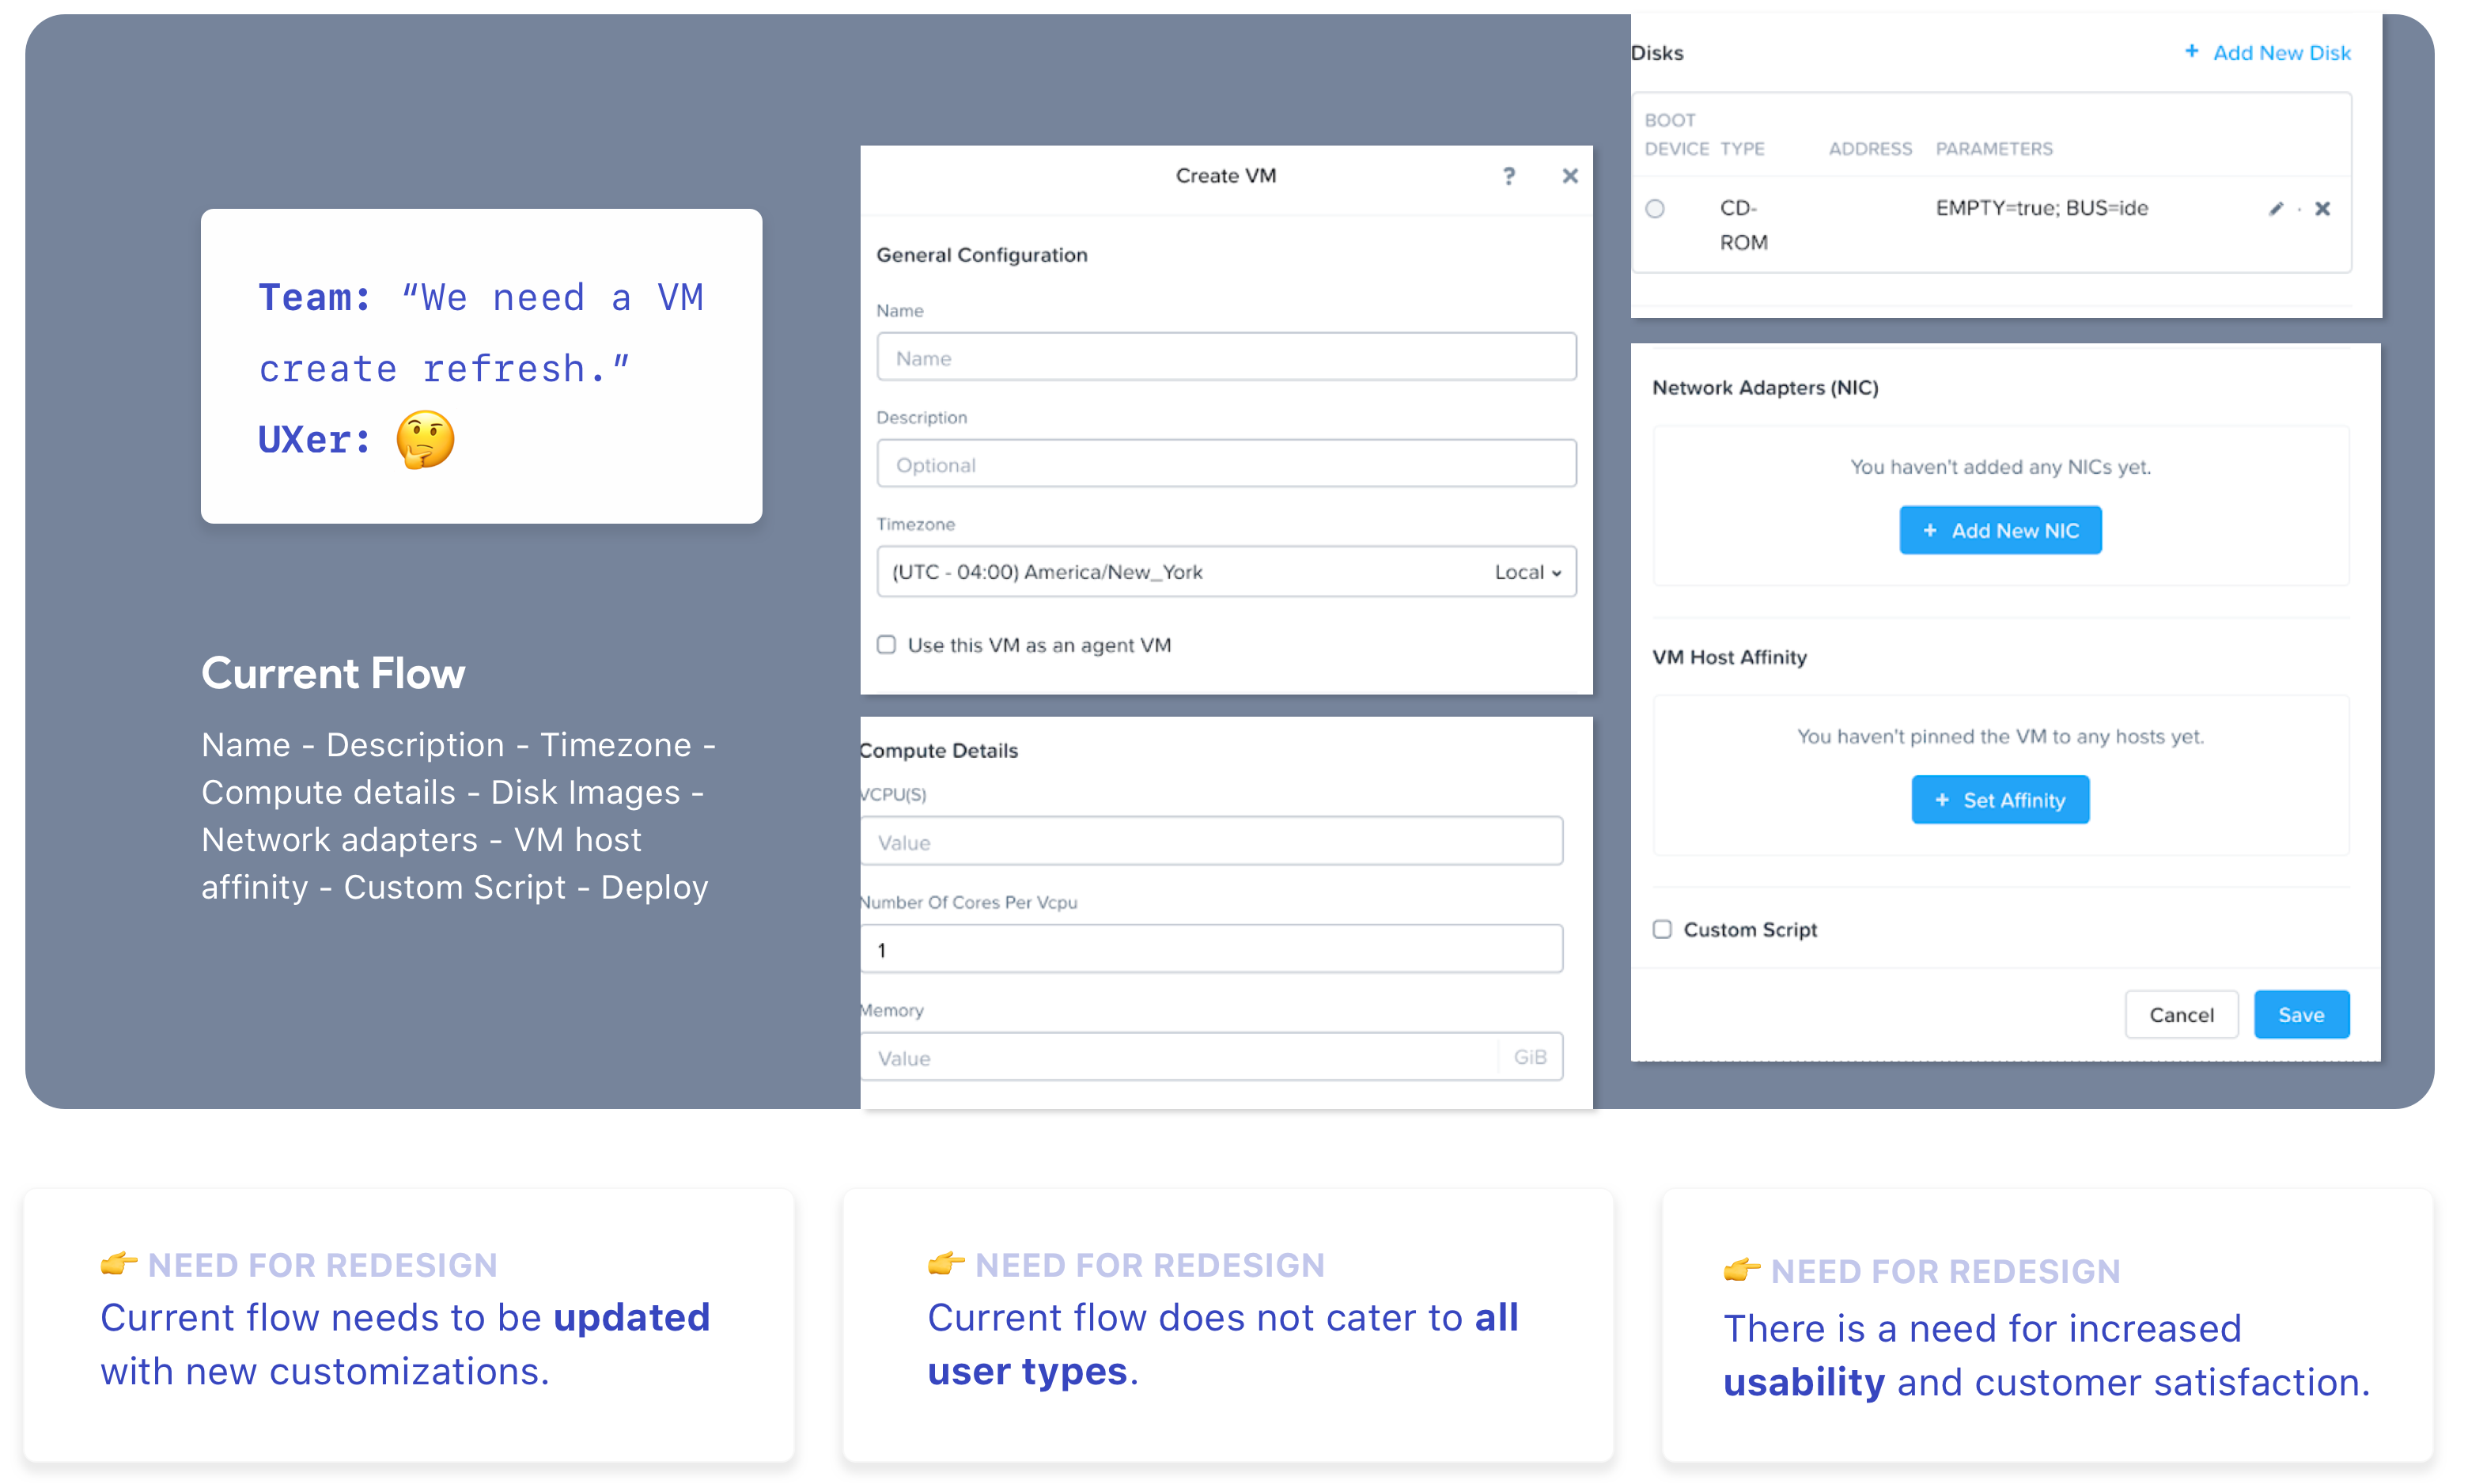 Team: “We need a VM
create refresh.”
UXer: 🤔
Current Flow
Name - Description - Timezone -
Compute details - Disk Images -
Network adapters - VM host
affinity - Custom Script - Deploy
Create VM ? ×
General Configuration
Name
Name
Description
Optional
Timezone
(UTC - 04:00) America/New_York Local
Use this VM as an agent VM
Compute Details
VCPU(S)
Value
Number Of Cores Per Vcpu
1
Memory
Value GiB
Disks + Add New Disk
BOOT
DEVICE TYPE ADDRESS PARAMETERS
CD- EMPTY=true; BUS=ide
ROM
Network Adapters (NIC)
You haven't added any NICs yet.
+ Add New NIC
VM Host Affinity
You haven't pinned the VM to any hosts yet.
+ Set Affinity
Custom Script
Cancel Save
👉 NEED FOR REDESIGN
Current flow needs to be updated
with new customizations.
👉 NEED FOR REDESIGN
Current flow does not cater to all
user types.
👉 NEED FOR REDESIGN
There is a need for increased
usability and customer satisfaction.